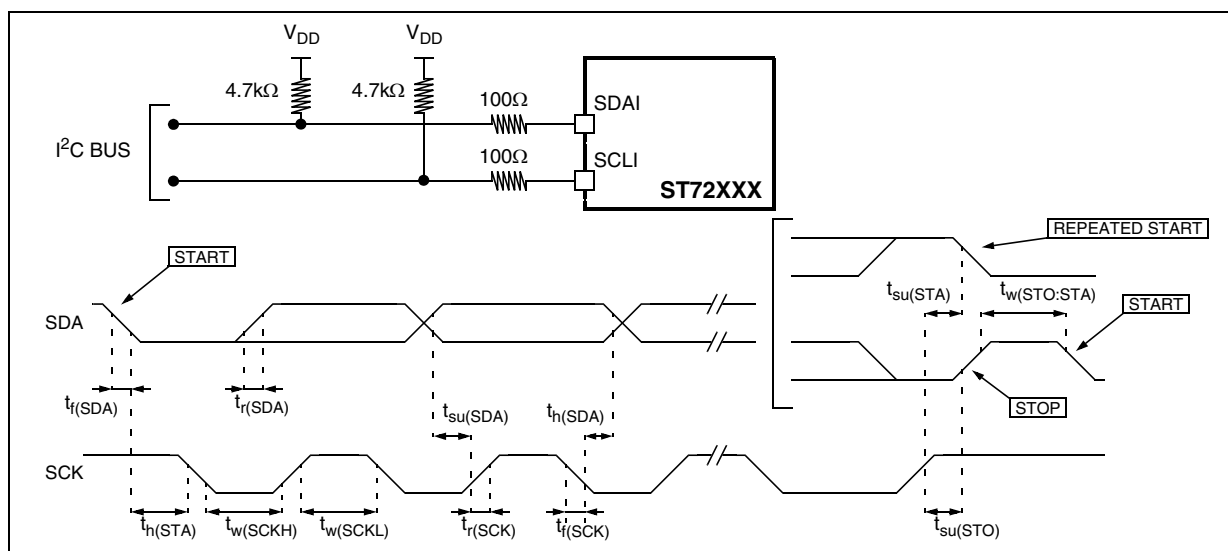 V_DD V_DD
4.7kΩ 4.7kΩ
100Ω
SDAI
I²C BUS
100Ω
SCLI
ST72XXX
REPEATED START
START
t_su(STA) t_w(STO:STA)
START
SDA
t_f(SDA) t_r(SDA)
t_su(SDA) t_h(SDA)
STOP
SCK
t_h(STA) t_w(SCKH) t_w(SCKL) t_r(SCK) t_f(SCK) t_su(STO)